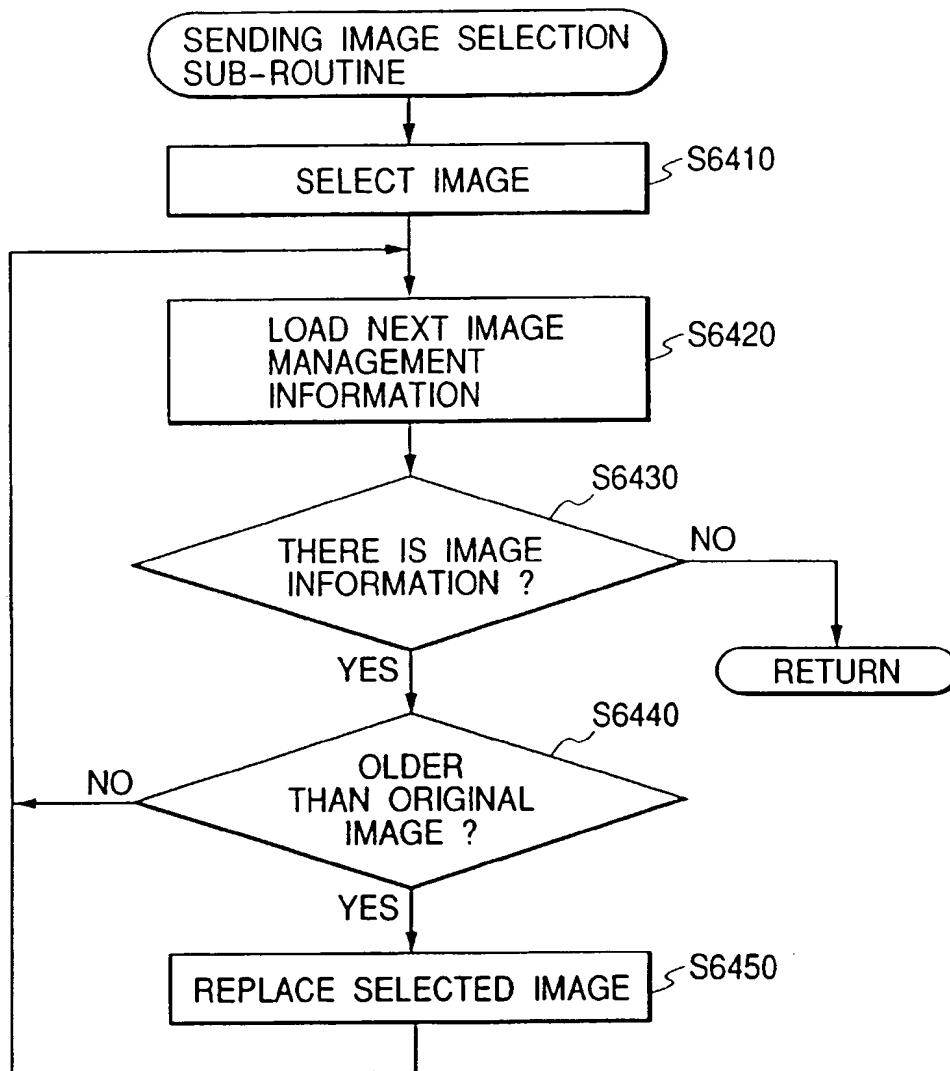 SENDING IMAGE SELECTION
SUB-ROUTINE
SELECT IMAGE
S6410
LOAD NEXT IMAGE
MANAGEMENT
INFORMATION
S6420
S6430
THERE IS IMAGE
INFORMATION ?
NO
YES
RETURN
S6440
OLDER
THAN ORIGINAL
IMAGE ?
NO
YES
REPLACE SELECTED IMAGE
S6450